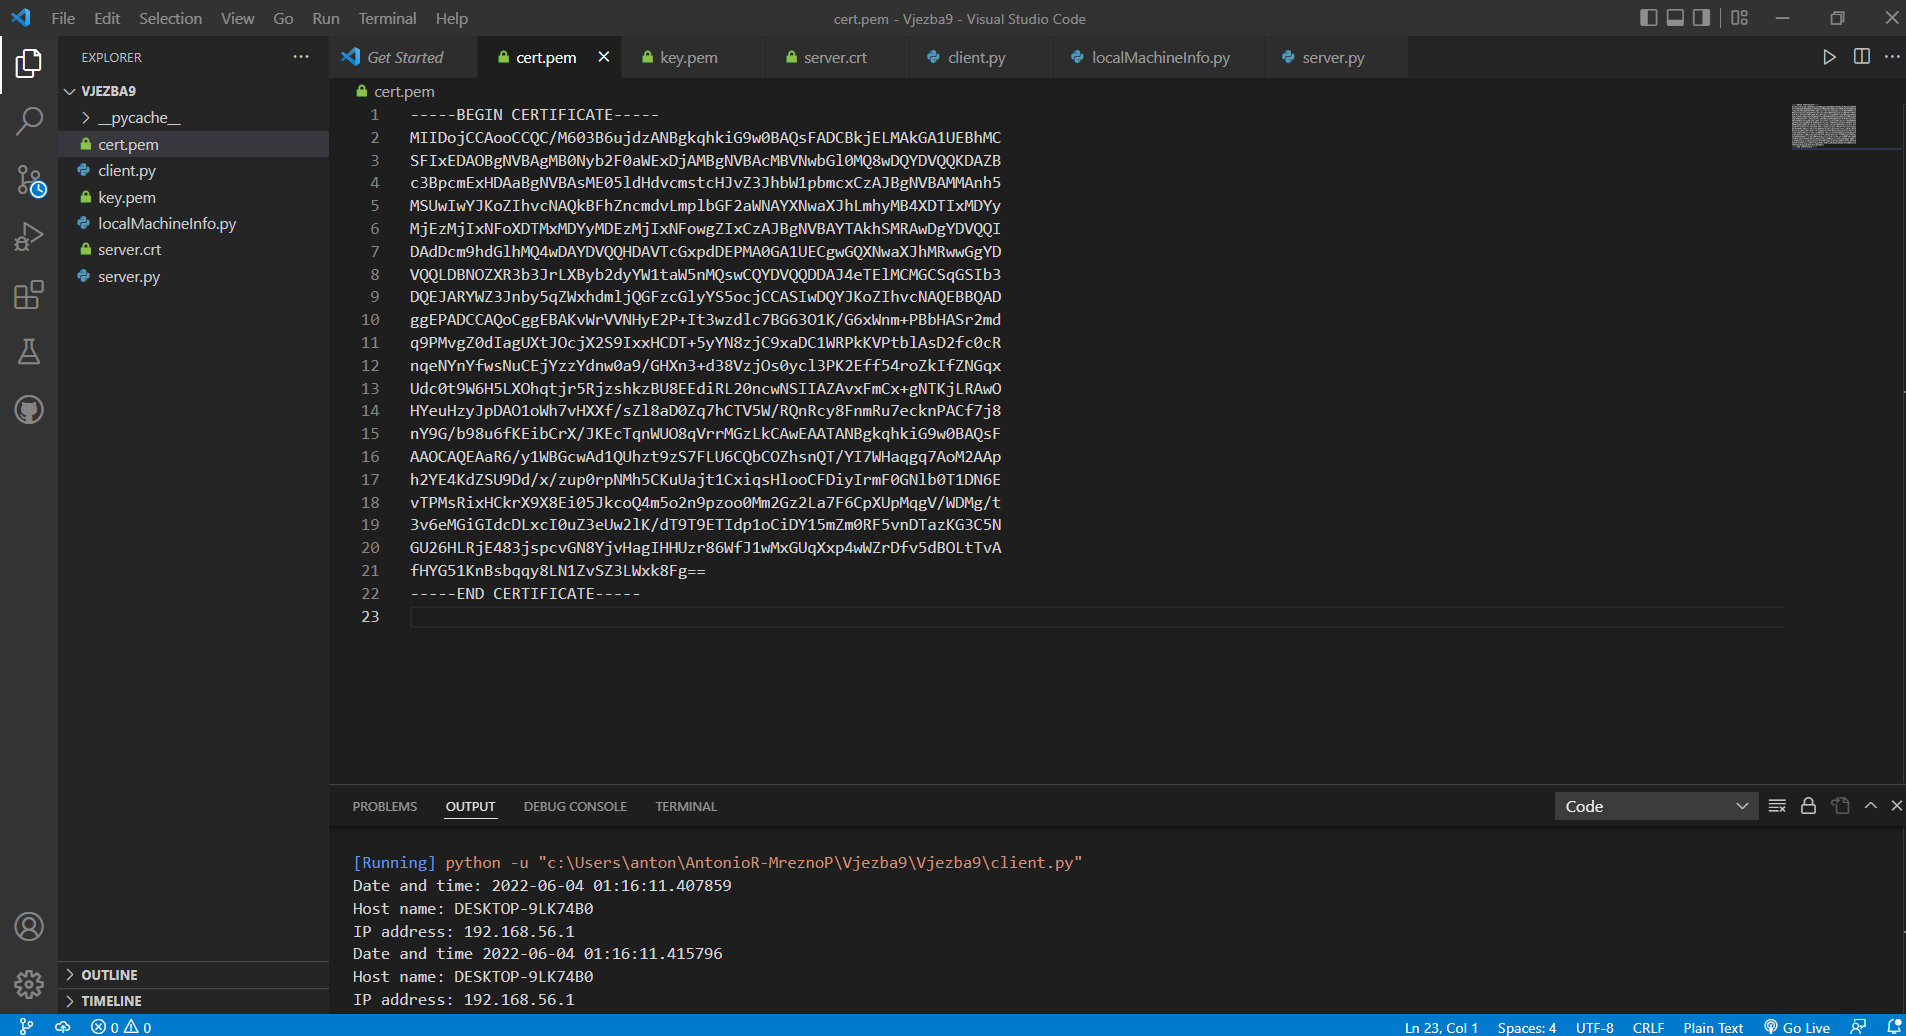 File Edit Selection View Go Run Terminal Help
cert.pem - Vjezba9 - Visual Studio Code
EXPLORER
Get Started cert.pem key.pem server.crt client.py localMachineInfo.py server.py
VJEZBA9
__pycache__
cert.pem
client.py
key.pem
localMachineInfo.py
server.crt
server.py
cert.pem
1 -----BEGIN CERTIFICATE-----
2 MIIDojCCAooCCQC/M603B6ujdzANBgkqhkiG9w0BAQsFADCBkjELMAkGA1UEBhMC
3 SFIxEDAOBgNVBAgMB0Nyb2F0aWExDjAMBgNVBAcMBVNwbGl0MQ8wDQYDVQQKDAZB
4 c3BpcmExHDAaBgNVBAsME05ldHdvcmstcHJvZ3JhbW1pbmcxCzAJBgNVBAMMAnh5
5 MSUwIwYJKoZIhvcNAQkBFhZncmdvLmplbGF2aWNAYXNwaXJhLmhyMB4XDTIxMDYy
6 MjEzMjIxNFoXDTMxMDYyMDEzMjIxNFowgZIxCzAJBgNVBAYTAkhSMRAwDgYDVQQI
7 DAdDcm9hdGlhMQ4wDAYDVQQHDAVTcGxpdDEPMA0GA1UECgwGQXNwaXJhMRwwGgYD
8 VQQLDBNOZXR3b3JrLXByb2dyYW1taW5nMQswCQYDVQQDDAJ4eTElMCMGCSqGSIb3
9 DQEJARYWZ3Jnby5qZWxhdmljQGFzcGlyYS5ocjCCASIwDQYJKoZIhvcNAQEBBQAD
10 ggEPADCCAQoCggEBAKvWrVVNHyE2P+It3wzdlc7BG63O1K/G6xWnm+PBbHASr2md
11 q9PMvgZ0dIagUXtJOcjX2S9IxxHCDT+5yYN8zjC9xaDC1WRPkKVPtblAsD2fc0cR
12 nqeNYnYfwsNuCEjYzzYdnw0a9/GHXn3+d38VzjOs0ycl3PK2Eff54roZkIfZNGqx
13 Udc0t9W6H5LXOhqtjr5RjzshkzBU8EEdiRL20ncwNSIIAZAvxFmCx+gNTKjLRAwO
14 HYeuHzyJpDAO1oWh7vHXXf/sZl8aD0Zq7hCTV5W/RQnRcy8FnmRu7ecknPACf7j8
15 nY9G/b98u6fKEibCrX/JKEcTqnWUO8qVrrMGzLkCAwEAATANBgkqhkiG9w0BAQsF
16 AAOCAQEAaR6/y1WBGcwAd1QUhzt9zS7FLU6CQbCOZhsnQT/YI7WHaqgq7AoM2AAp
17 h2YE4KdZSU9Dd/x/zup0rpNMh5CKuUajt1CxiqsHlooCFDiyIrmF0GNlb0T1DN6E
18 vTPMsRixHCkrX9X8Ei05JkcoQ4m5o2n9pzoo0Mm2Gz2La7F6CpXUpMqgV/WDMg/t
19 3v6eMGiGIdcDLxcI0uZ3eUw2lK/dT9T9ETIdp1oCiDY15mZm0RF5vnDTazKG3C5N
20 GU26HLRjE483jspcvGN8YjvHagIHHUzr86WfJ1wMxGUqXxp4wWZrDfv5dBOLtTvA
21 fHYG51KnBsbqqy8LN1ZvSZ3LWxk8Fg==
22 -----END CERTIFICATE-----
23
PROBLEMS OUTPUT DEBUG CONSOLE TERMINAL
Code
[Running] python -u "c:\Users\anton\AntonioR-MreznoP\Vjezba9\Vjezba9\client.py"
Date and time: 2022-06-04 01:16:11.407859
Host name: DESKTOP-9LK74B0
IP address: 192.168.56.1
Date and time 2022-06-04 01:16:11.415796
Host name: DESKTOP-9LK74B0
IP address: 192.168.56.1
OUTLINE
TIMELINE
0 0
Ln 23, Col 1 Spaces: 4 UTF-8 CRLF Plain Text Go Live